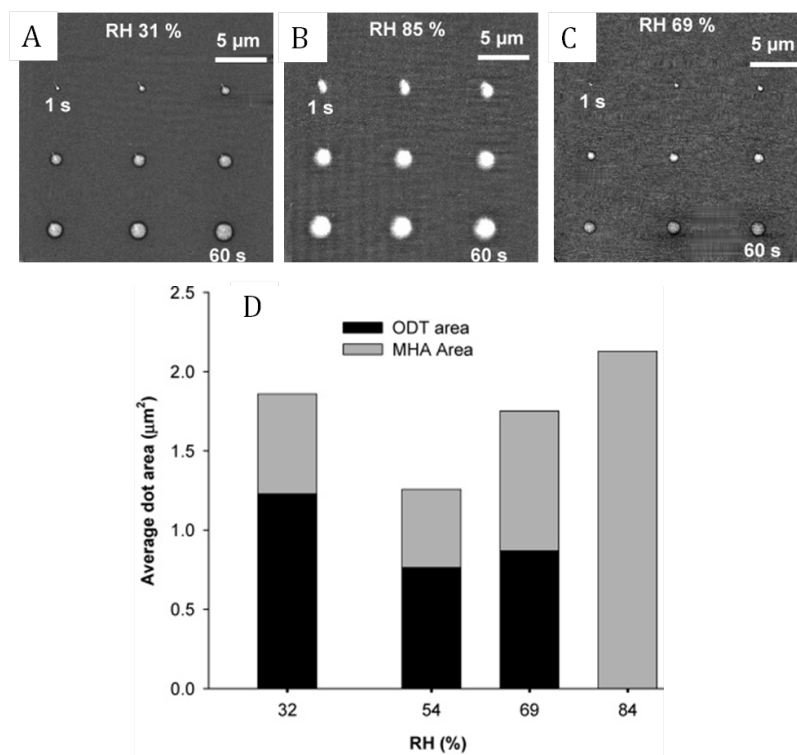 A
RH 31 %
5 µm
1 s
60 s
B
RH 85 %
5 µm
1 s
60 s
C
RH 69 %
5 µm
1 s
60 s
D
ODT area
MHA Area
Average dot area (µm²)
2.5
2.0
1.5
1.0
0.5
0.0
32 54 69 84
RH (%)